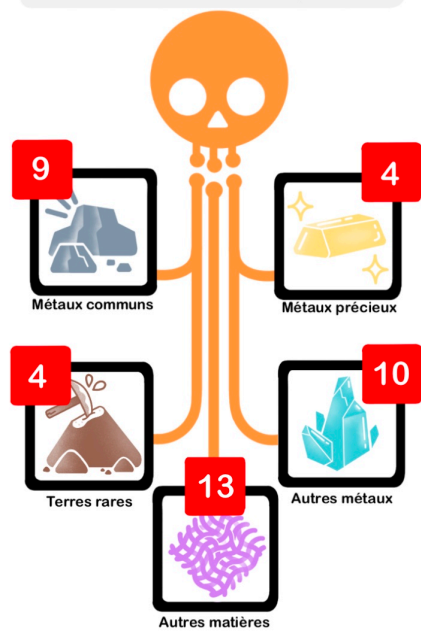 9
4
Métaux communs
Métaux précieux
4
10
Terres rares
Autres métaux
13
Autres matières